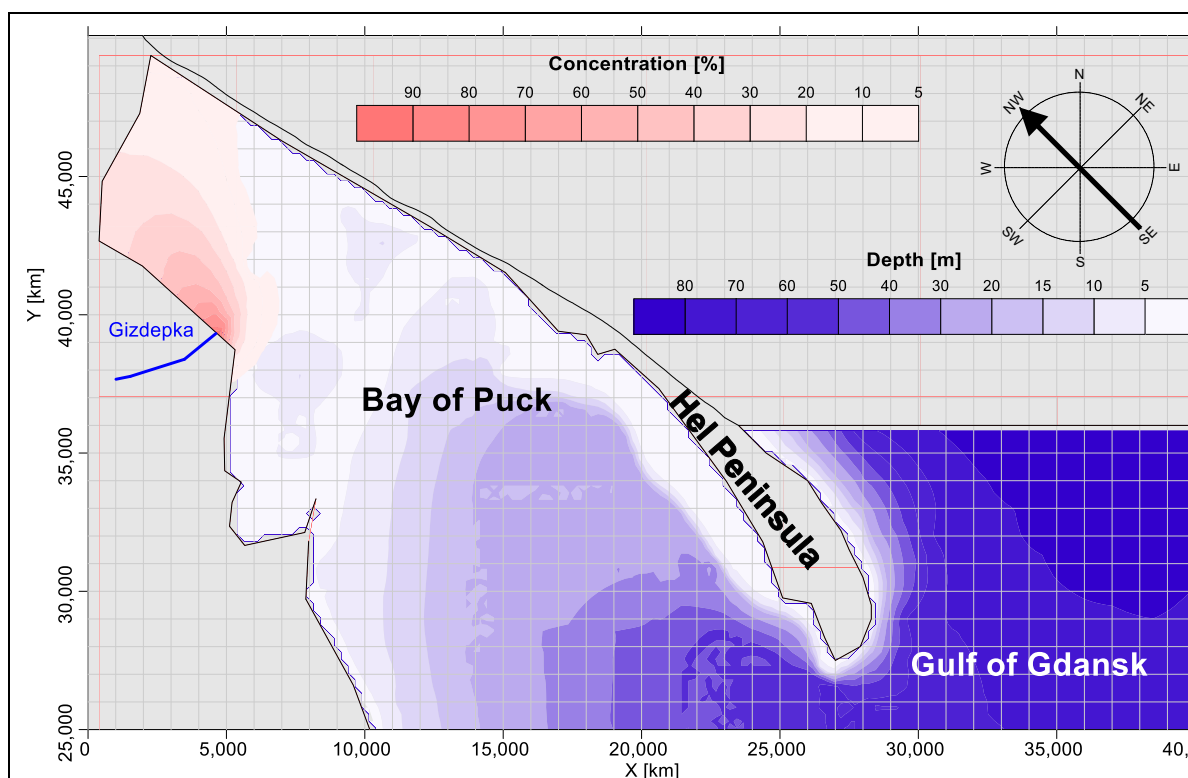 Concentration [%]
90 80 70 60 50 40 30 20 10 5
N
NE
E
SE
S
SW
W
NW
Depth [m]
80 70 60 50 40 30 20 15 10 5
45,000
40,000
35,000
30,000
25,000
Y [km]
Gizdepka
Bay of Puck
Hel Peninsula
Gulf of Gdansk
0 5,000 10,000 15,000 20,000 25,000 30,000 35,000 40,
X [km]